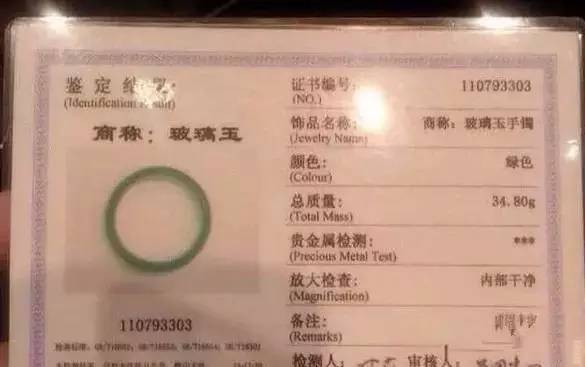 鉴定结
(Identification Result)
商称：玻璃玉
110793303
证书编号：
(NO.)
110793303
饰品名称：
(Jewelry Name)
商称：玻璃玉手镯
颜色：
(Colour)
绿色
总质量：
(Total Mass)
34.80g
贵金属检测：
(Precious Metal Test)
***
放大检查：
(Magnification)
内部干净
备注：
(Remarks)
检测人：
审核人